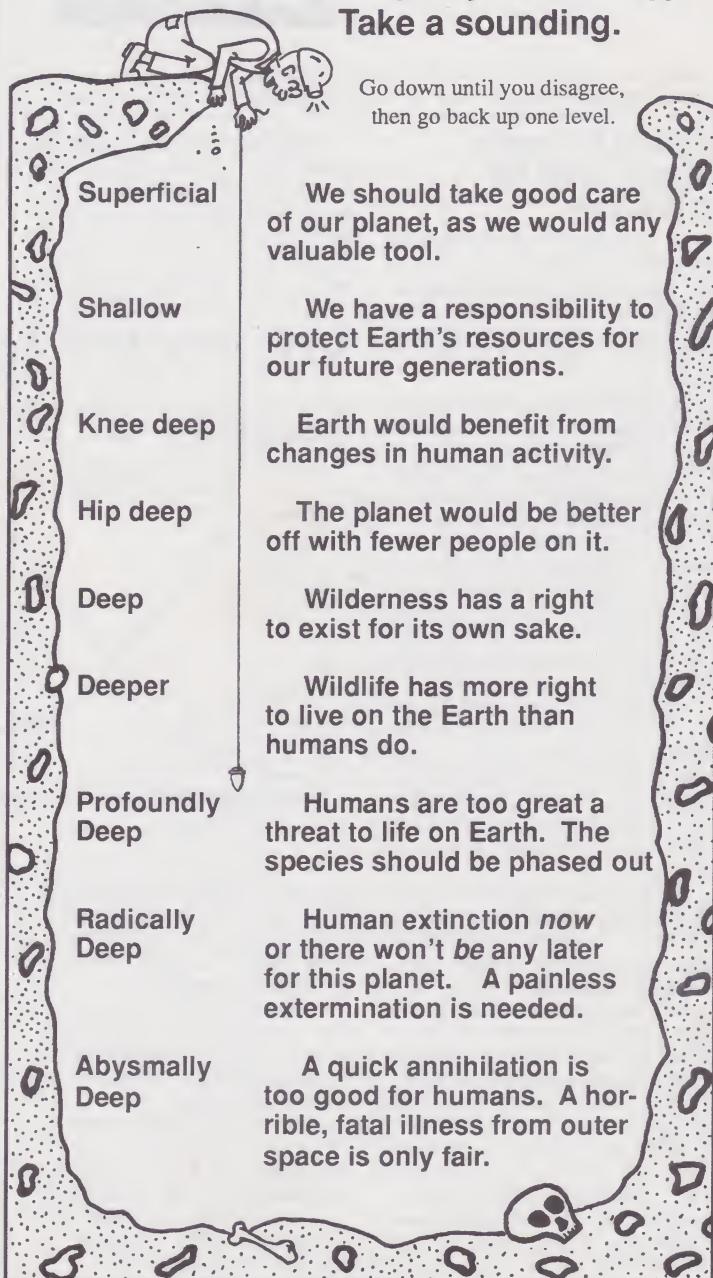 Take a sounding.
Go down until you disagree,
then go back up one level.
Superficial
We should take good care
of our planet, as we would any
valuable tool.
Shallow
We have a responsibility to
protect Earth's resources for
our future generations.
Knee deep
Earth would benefit from
changes in human activity.
Hip deep
The planet would be better
off with fewer people on it.
Deep
Wilderness has a right
to exist for its own sake.
Deeper
Wildlife has more right
to live on the Earth than
humans do.
Profoundly
Deep
Humans are too great a
threat to life on Earth. The
species should be phased out
Radically
Deep
Human extinction now
or there won't be any later
for this planet. A painless
extermination is needed.
Abysmally
Deep
A quick annihilation is
too good for humans. A hor-
rible, fatal illness from outer
space is only fair.